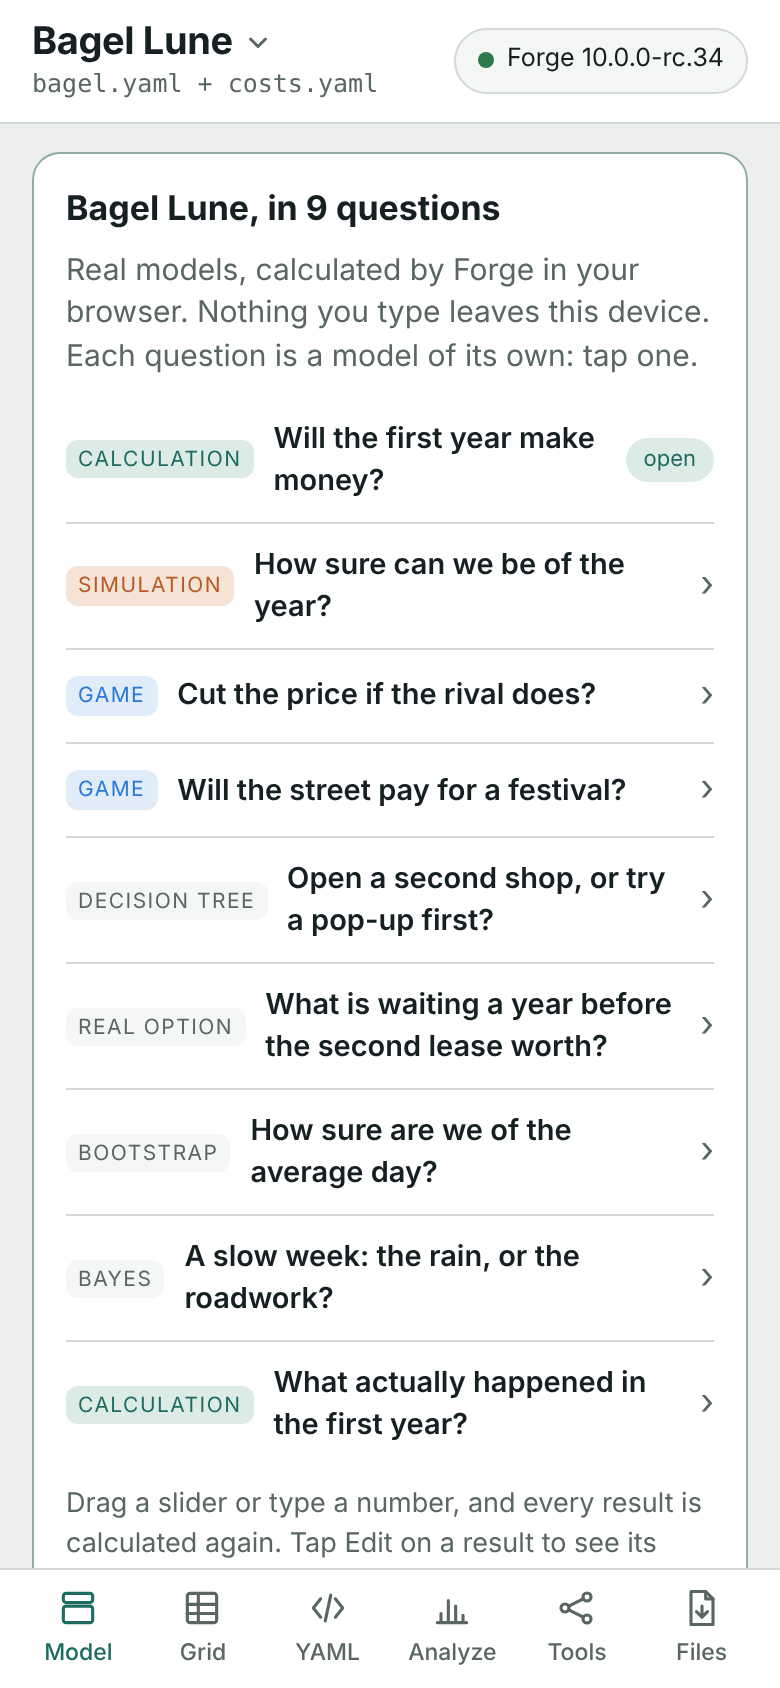 Bagel Lune
bagel.yaml + costs.yaml
Forge 10.0.0-rc.34
Bagel Lune, in 9 questions
Real models, calculated by Forge in your
browser. Nothing you type leaves this device.
Each question is a model of its own: tap one.
CALCULATION
Will the first year make
money?
open
SIMULATION
How sure can we be of the
year?
GAME
Cut the price if the rival does?
GAME
Will the street pay for a festival?
DECISION TREE
Open a second shop, or try
a pop-up first?
REAL OPTION
What is waiting a year before
the second lease worth?
BOOTSTRAP
How sure are we of the
average day?
BAYES
A slow week: the rain, or the
roadwork?
CALCULATION
What actually happened in
the first year?
Drag a slider or type a number, and every result is
calculated again. Tap Edit on a result to see its
Model
Grid
YAML
Analyze
Tools
Files